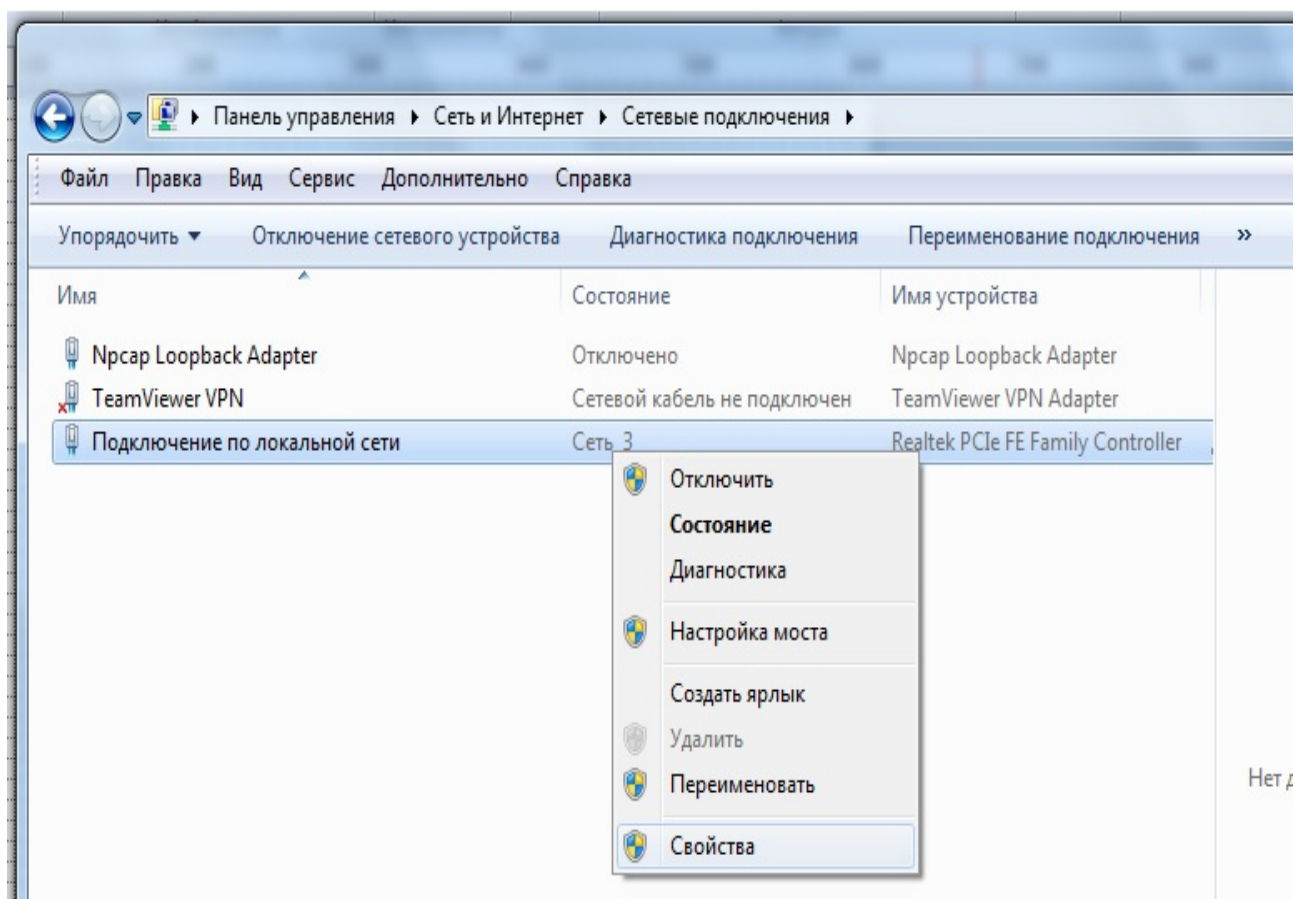 Панель управления Сеть и Интернет Сетевые подключения
Файл Правка Вид Сервис Дополнительно Справка
Упорядочить Отключение сетевого устройства Диагностика подключения Переименование подключения »
Имя Состояние Имя устройства
Npcap Loopback Adapter Отключено Npcap Loopback Adapter
TeamViewer VPN Сетевой кабель не подключен TeamViewer VPN Adapter
Подключение по локальной сети Сеть 3 Realtek PCIe FE Family Controller
Отключить
Состояние
Диагностика
Настройка моста
Создать ярлык
Удалить
Переименовать
Нет
Свойства